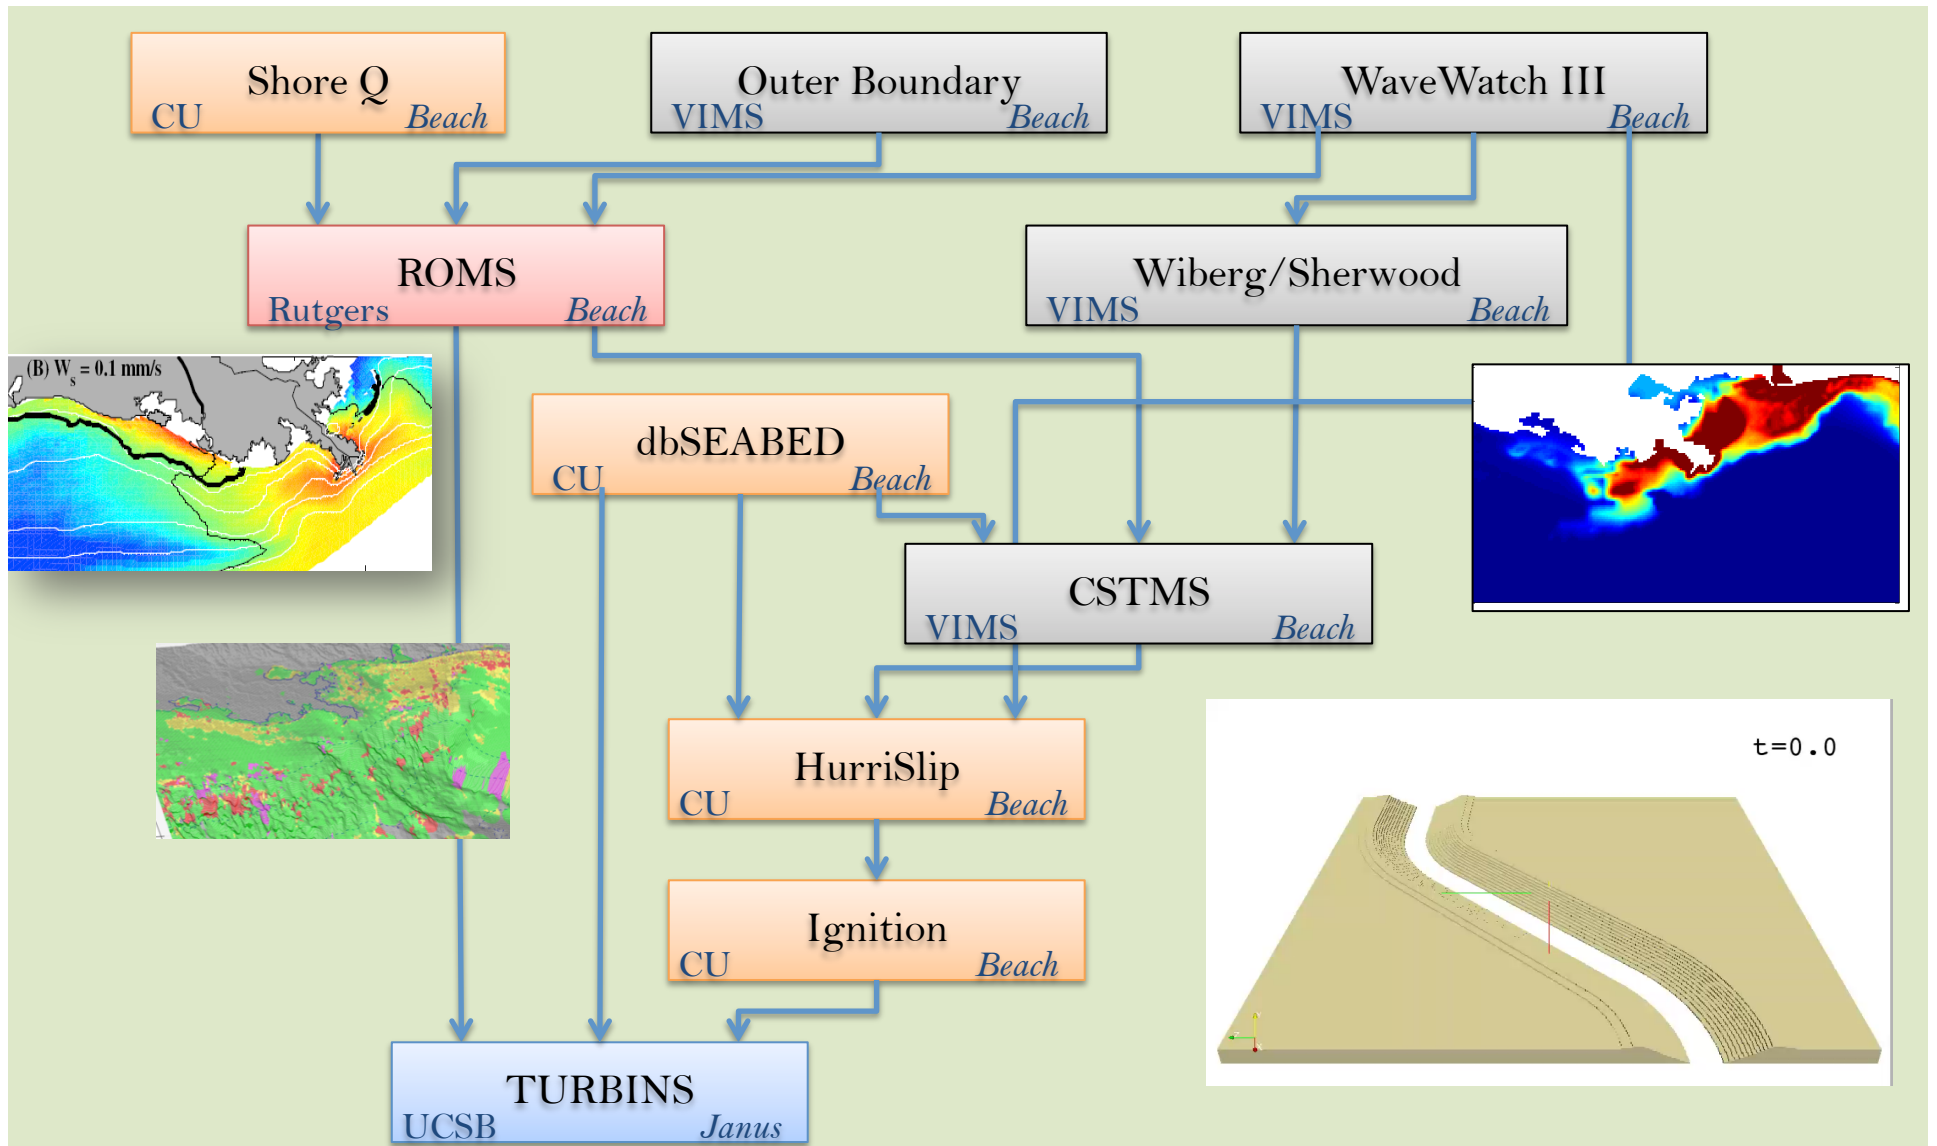 Shore Q
CU Beach
Outer Boundary
VIMS Beach
WaveWatch III
VIMS Beach
ROMS
Rutgers Beach
Wiberg/Sherwood
VIMS Beach
(B) Ws = 0.1 mm/s
dbSEABED
CU Beach
CSTMS
VIMS Beach
HurriSlip
CU Beach
t=0.0
Ignition
CU Beach
TURBINS
UCSB Janus